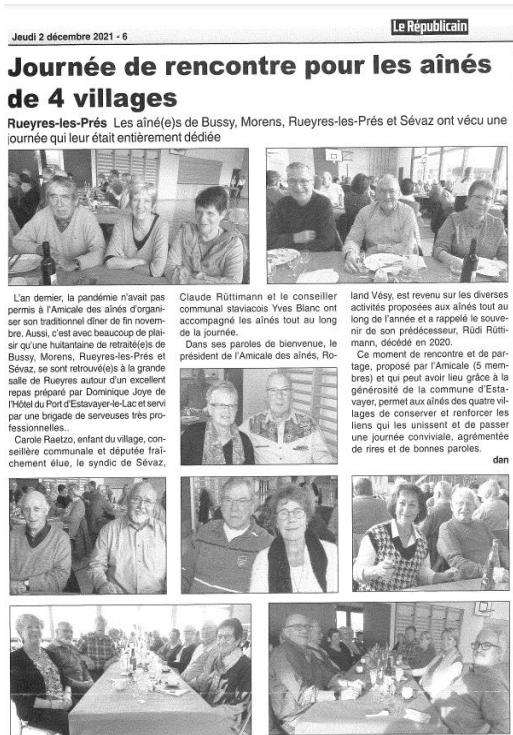 Jeudi 2 décembre 2021 - 6
Le Républicain
Journée de rencontre pour les aînés
de 4 villages
Rueyres-les-Prés Les aîné(e)s de Bussy, Morens, Rueyres-les-Prés et Sévaz ont vécu une
journée qui leur était entièrement dédiée
L'an dernier, la pandémie n'avait pas
permis à l'Amicale des aînés d'organi-
ser son traditionnel dîner de fin novem-
bre. Aussi, c'est avec beaucoup de plai-
sir qu'une huitantaine de retraité(e)s de
Bussy, Morens, Rueyres-les-Prés et
Sévaz, se sont retrouvé(e)s à la grande
salle de Rueyres autour d'un excellent
repas préparé par Dominique Joye de
l'Hôtel du Port d'Estavayer-le-Lac et servi
par une brigade de serveuses très pro-
fessionnelles..
Carole Raetzo, enfant du village, con-
seillère communale et députée fraî-
chement élue, le syndic de Sévaz,
Claude Rüttimann et le conseiller
communal staviacois Yves Blanc ont
accompagné les aînés tout au long
de la journée.
Dans ses paroles de bienvenue, le
président de l'Amicale des aînés, Ro-
land Vésy, est revenu sur les diverses
activités proposées aux aînés tout au
long de l'année et a rappelé le souve-
nir de son prédécesseur, Rüdi Rütti-
mann, décédé en 2020.
Ce moment de rencontre et de par-
tage, proposé par l'Amicale (5 mem-
bres) et qui peut avoir lieu grâce à la
générosité de la commune d'Esta-
vayer, permet aux aînés des quatre vil-
lages de conserver et renforcer les
liens qui les unissent et de passer
une journée conviviale, agrémentée
de rires et de bonnes paroles.
dan